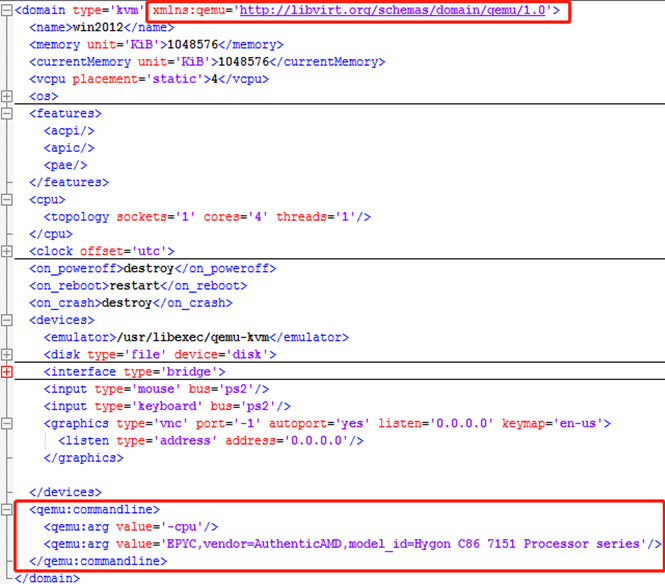 <domain type='kvm' xmlns:qemu='http://libvirt.org/schemas/domain/qemu/1.0'>
<name>win2012</name>
<memory unit='KiB'>1048576</memory>
<currentMemory unit='KiB'>1048576</currentMemory>
<vcpu placement='static'>4</vcpu>
<os>
<features>
<acpi/>
<apic/>
<pae/>
</features>
<cpu>
<topology sockets='1' cores='4' threads='1'/>
</cpu>
<clock offset='utc'>
<on_poweroff>destroy</on_poweroff>
<on_reboot>restart</on_reboot>
<on_crash>destroy</on_crash>
<devices>
<emulator>/usr/libexec/qemu-kvm</emulator>
<disk type='file' device='disk'>
<interface type='bridge'>
<input type='mouse' bus='ps2'/>
<input type='keyboard' bus='ps2'/>
<graphics type='vnc' port='-1' autoport='yes' listen='0.0.0.0' keymap='en-us'>
<listen type='address' address='0.0.0.0'/>
</graphics>
</devices>
<qemu:commandline>
<qemu:arg value='-cpu'/>
<qemu:arg value='EPYC,vendor=AuthenticAMD,model_id=Hygon C86 7151 Processor series'/>
</qemu:commandline>
</domain>